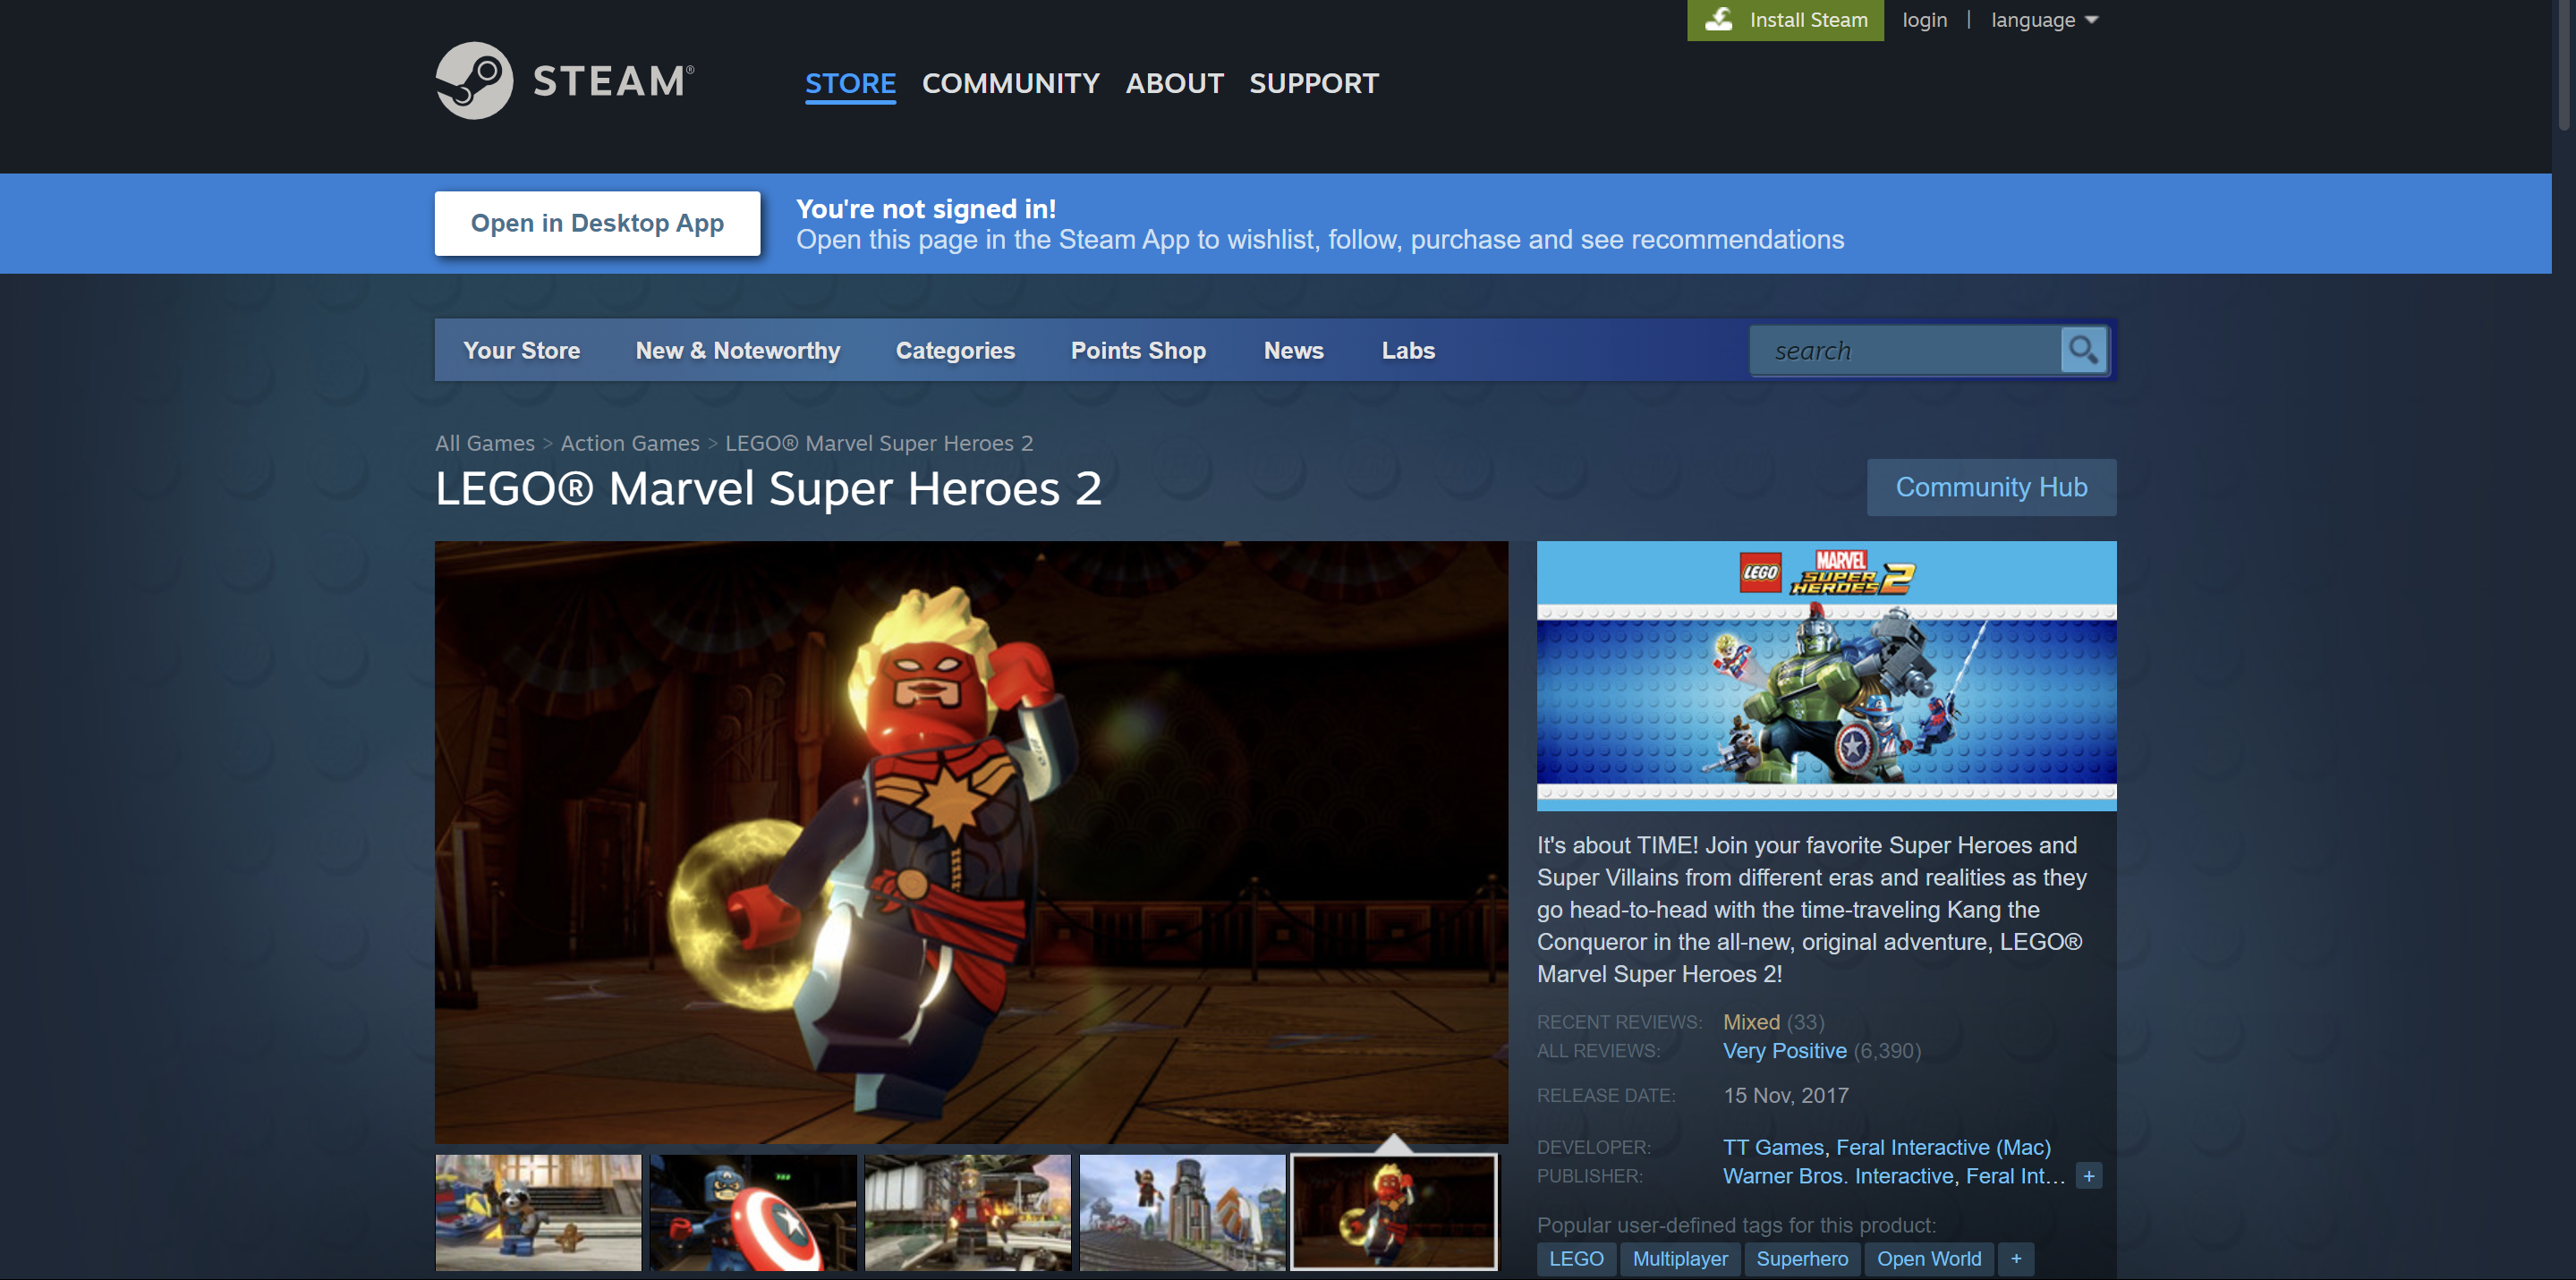 Install Steam
login | language
STEAM®
STORE COMMUNITY ABOUT SUPPORT
Open in Desktop App
You're not signed in!
Open this page in the Steam App to wishlist, follow, purchase and see recommendations
Your Store New & Noteworthy Categories Points Shop News Labs
search
All Games > Action Games > LEGO® Marvel Super Heroes 2
LEGO® Marvel Super Heroes 2
Community Hub
LEGO
MARVEL
SUPER
HEROES 2
It's about TIME! Join your favorite Super Heroes and
Super Villains from different eras and realities as they
go head-to-head with the time-traveling Kang the
Conqueror in the all-new, original adventure, LEGO®
Marvel Super Heroes 2!
RECENT REVIEWS: Mixed (33)
ALL REVIEWS: Very Positive (6,390)
RELEASE DATE: 15 Nov, 2017
DEVELOPER: TT Games, Feral Interactive (Mac)
PUBLISHER: Warner Bros. Interactive, Feral Int... +
Popular user-defined tags for this product:
LEGO Multiplayer Superhero Open World +